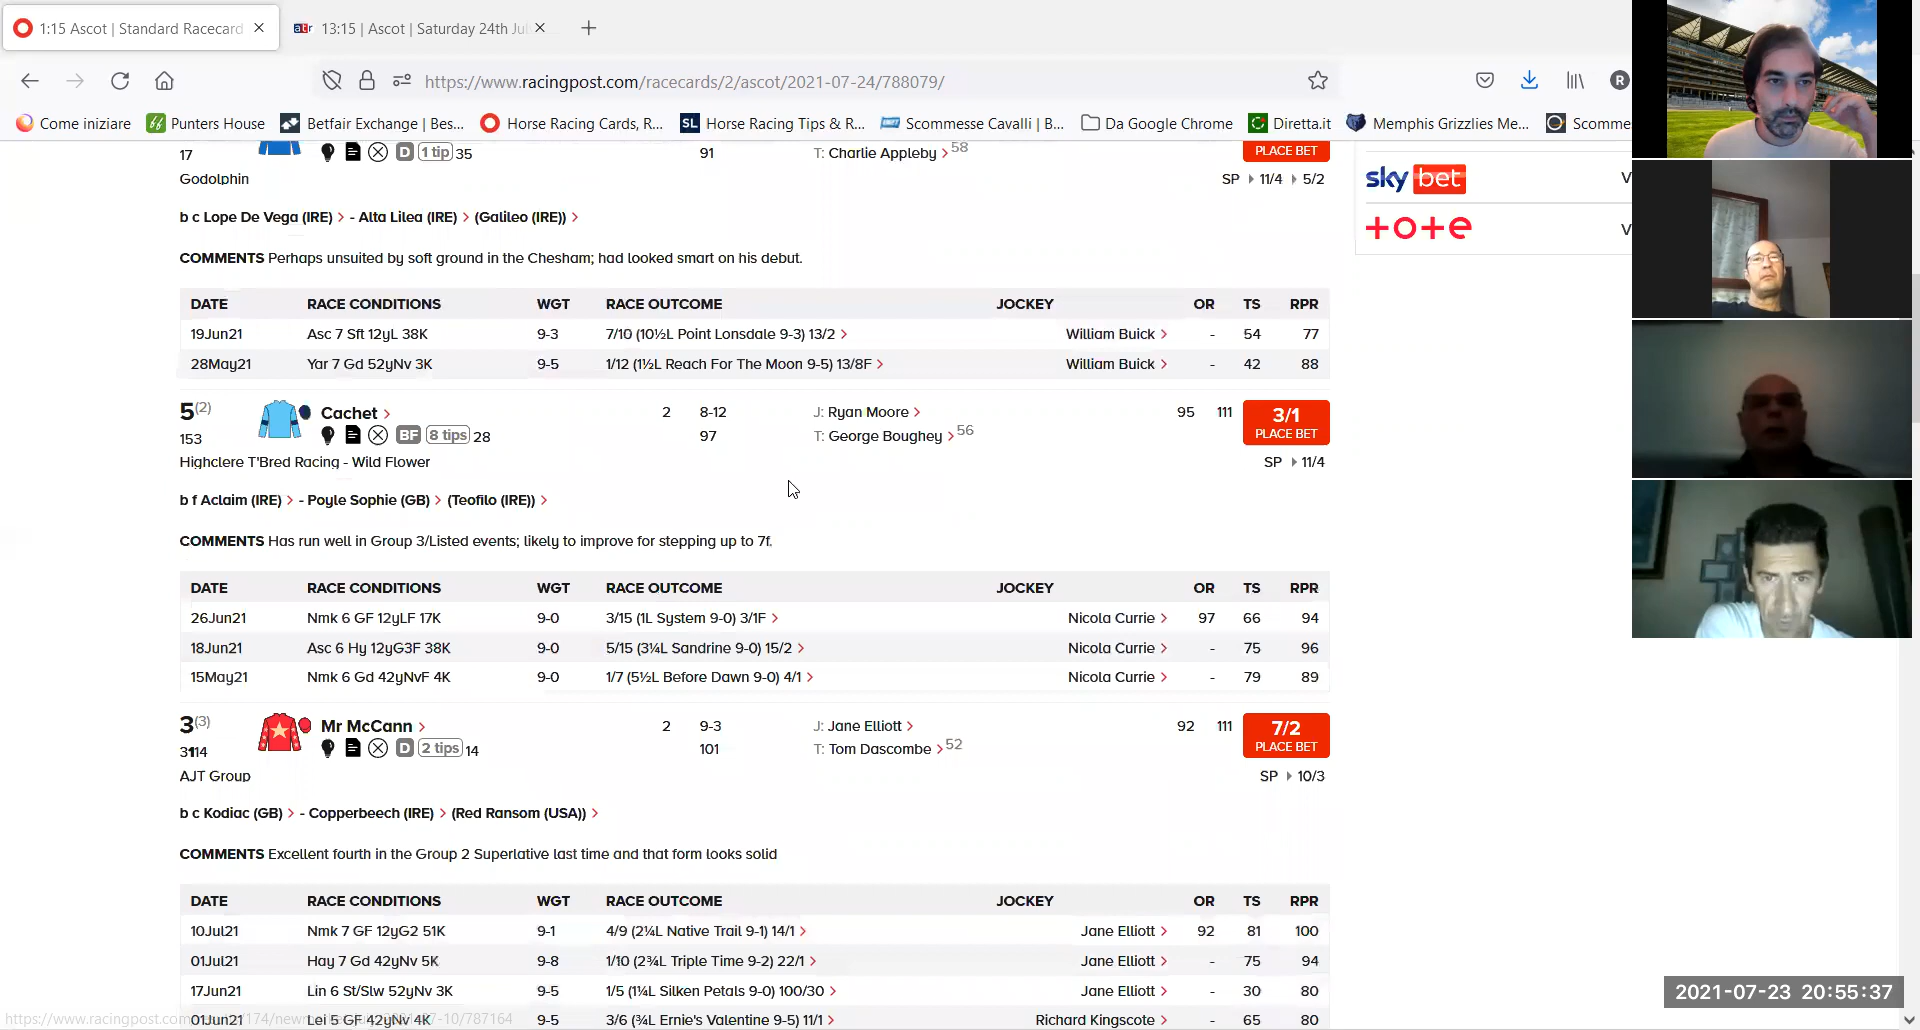 1:15 Ascot | Standard Racecard
atr 13:15 | Ascot | Saturday 24th Ju
https://www.racingpost.com/racecards/2/ascot/2021-07-24/788079/
R
Come iniziare
Punters House
Betfair Exchange | Bes...
Horse Racing Cards, R...
SL Horse Racing Tips & R...
Scommesse Cavalli | B...
Da Google Chrome
Diretta.it
Memphis Grizzlies Me...
Scomme
17 D 1 tip 35 91 T: Charlie Appleby 58 PLACE BET
Godolphin SP 11/4 5/2
sky bet V
tote V
b c Lope De Vega (IRE) - Alta Lilea (IRE) (Galileo (IRE))
COMMENTS Perhaps unsuited by soft ground in the Chesham; had looked smart on his debut.
DATE RACE CONDITIONS WGT RACE OUTCOME JOCKEY OR TS RPR
19Jun21 Asc 7 Sft 12yL 38K 9-3 7/10 (10½L Point Lonsdale 9-3) 13/2 William Buick - 54 77
28May21 Yar 7 Gd 52yNv 3K 9-5 1/12 (1½L Reach For The Moon 9-5) 13/8F William Buick - 42 88
5(2) Cachet 2 8-12 J: Ryan Moore 95 111 3/1
153 BF 8 tips 28 97 T: George Boughey 56 PLACE BET
Highclere T'Bred Racing - Wild Flower SP 11/4
b f Aclaim (IRE) - Poyle Sophie (GB) (Teofilo (IRE))
COMMENTS Has run well in Group 3/Listed events; likely to improve for stepping up to 7f.
DATE RACE CONDITIONS WGT RACE OUTCOME JOCKEY OR TS RPR
26Jun21 Nmk 6 GF 12yLF 17K 9-0 3/15 (1L System 9-0) 3/1F Nicola Currie 97 66 94
18Jun21 Asc 6 Hy 12yG3F 38K 9-0 5/15 (3¼L Sandrine 9-0) 15/2 Nicola Currie - 75 96
15May21 Nmk 6 Gd 42yNvF 4K 9-0 1/7 (5½L Before Dawn 9-0) 4/1 Nicola Currie - 79 89
3(3) Mr McCann 2 9-3 J: Jane Elliott 92 111 7/2
3114 D 2 tips 14 101 T: Tom Dascombe 52 PLACE BET
AJT Group SP 10/3
b c Kodiac (GB) - Copperbeech (IRE) (Red Ransom (USA))
COMMENTS Excellent fourth in the Group 2 Superlative last time and that form looks solid
DATE RACE CONDITIONS WGT RACE OUTCOME JOCKEY OR TS RPR
10Jul21 Nmk 7 GF 12yG2 51K 9-1 4/9 (2¼L Native Trail 9-1) 14/1 Jane Elliott 92 81 100
01Jul21 Hay 7 Gd 42yNv 5K 9-8 1/10 (2¾L Triple Time 9-2) 22/1 Jane Elliott - 75 94
17Jun21 Lin 6 St/Slw 52yNv 3K 9-5 1/5 (1¼L Silken Petals 9-0) 100/30 Jane Elliott - 30 80
01Jun21 Lei 5 GF 42yNv 4K 9-5 3/6 (¾L Ernie's Valentine 9-5) 11/1 Richard Kingscote - 65 80
2021-07-23 20:55:37